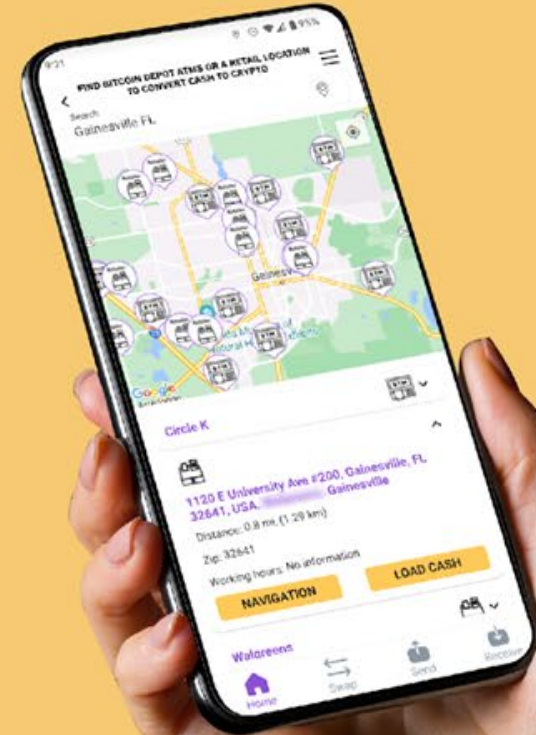 9:21
95%
FIND BITCOIN DEPOT ATMS OR A RETAIL LOCATION
TO CONVERT CASH TO CRYPTO
Search
Gainesville FL
Google
Circle K
1120 E University Ave #200, Gainesville, FL
32641, USA, Gainesville
Distance: 0.8 mi, (1.29 km)
Zip: 32641
Working hours: No information
NAVIGATION
LOAD CASH
Walgreens
Home
Swap
Send
Receive